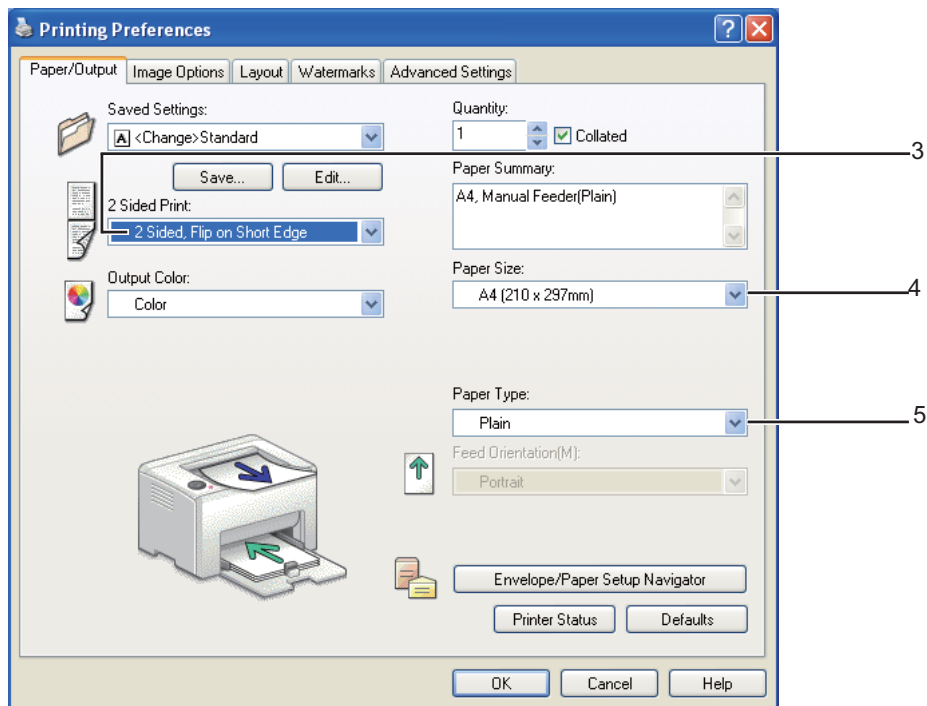 Printing Preferences
Paper/Output Image Options Layout Watermarks Advanced Settings
Saved Settings:
A <Change>Standard
Save... Edit...
2 Sided Print:
2 Sided, Flip on Short Edge
Output Color:
Color
Quantity:
1 Collated
Paper Summary:
A4, Manual Feeder(Plain)
Paper Size:
A4 (210 x 297mm)
Paper Type:
Plain
Feed Orientation(M):
Portrait
Envelope/Paper Setup Navigator
Printer Status Defaults
OK Cancel Help
3
4
5